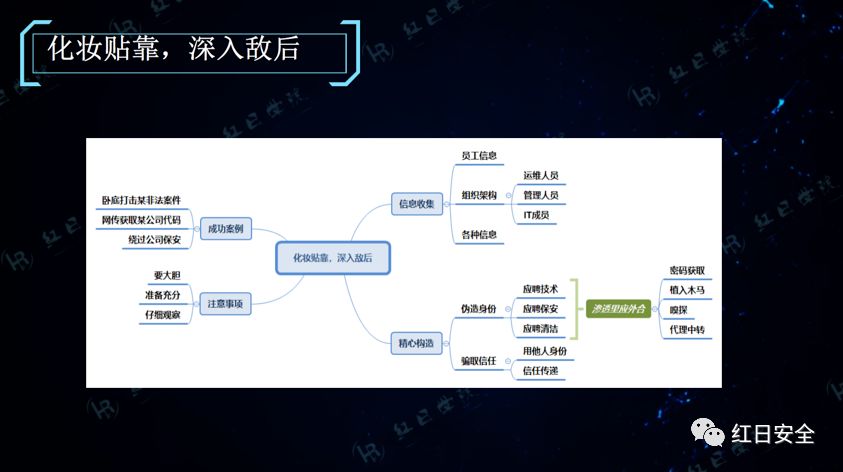 化妆贴靠，深入敌后
化妆贴靠，深入敌后
成功案例
卧底打击某非法案件
网传获取某公司代码
绕过公司保安
注意事项
要大胆
准备充分
仔细观察
信息收集
员工信息
组织架构
运维人员
管理人员
IT成员
各种信息
精心构造
伪造身份
应聘技术
应聘保安
应聘清洁
渗透里应外合
密码获取
植入木马
嗅探
代理中转
骗取信任
用他人身份
信任传递
红日安全